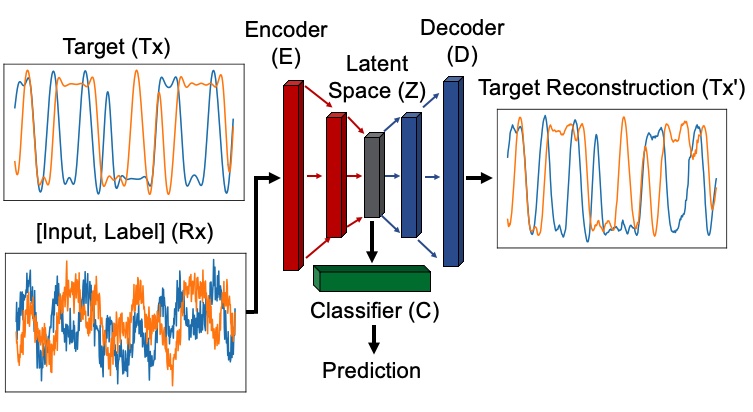 Target (Tx)
[Input, Label] (Rx)
Encoder
(E)
Latent
Space (Z)
Decoder
(D)
Target Reconstruction (Tx')
Classifier (C)
Prediction